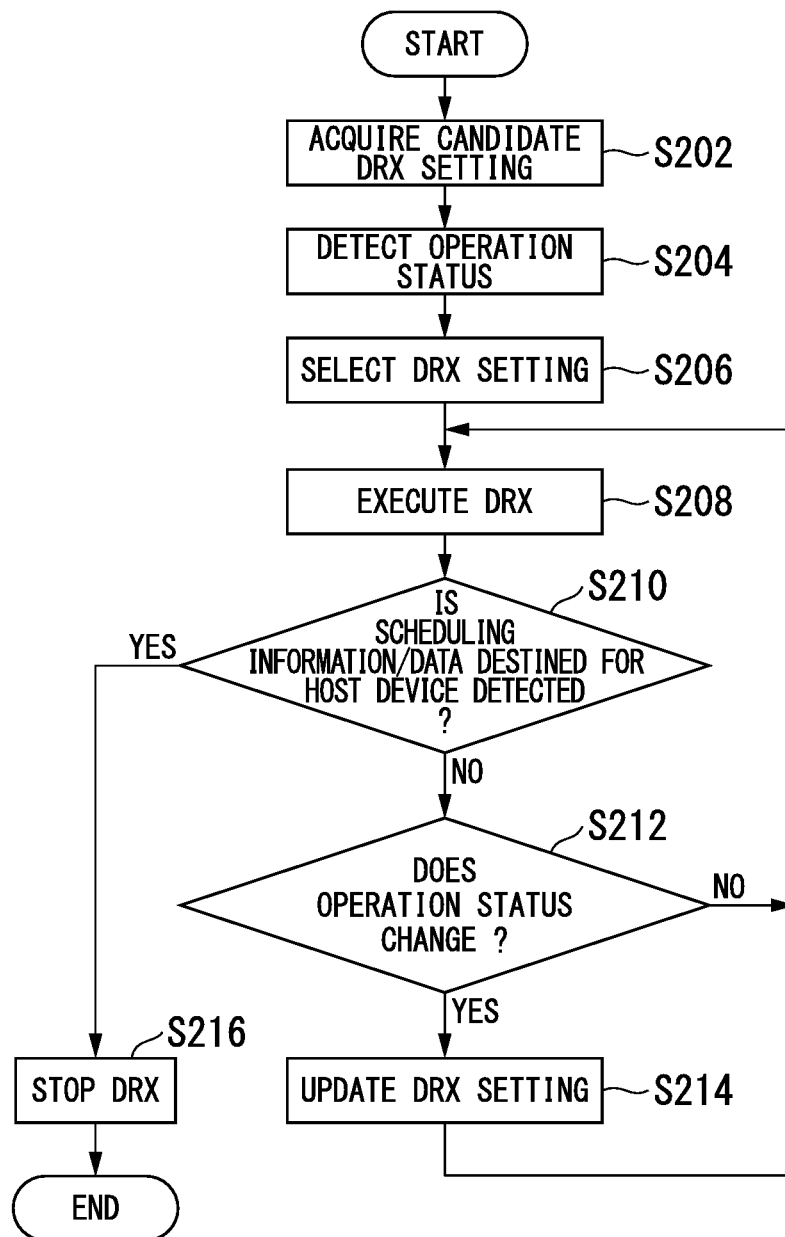 START
ACQUIRE CANDIDATE
DRX SETTING
S202
DETECT OPERATION
STATUS
S204
SELECT DRX SETTING
S206
EXECUTE DRX
S208
S210
IS
SCHEDULING
INFORMATION/DATA DESTINED FOR
HOST DEVICE DETECTED
?
YES
NO
S212
DOES
OPERATION STATUS
CHANGE ?
NO
YES
S216
STOP DRX
UPDATE DRX SETTING
S214
END